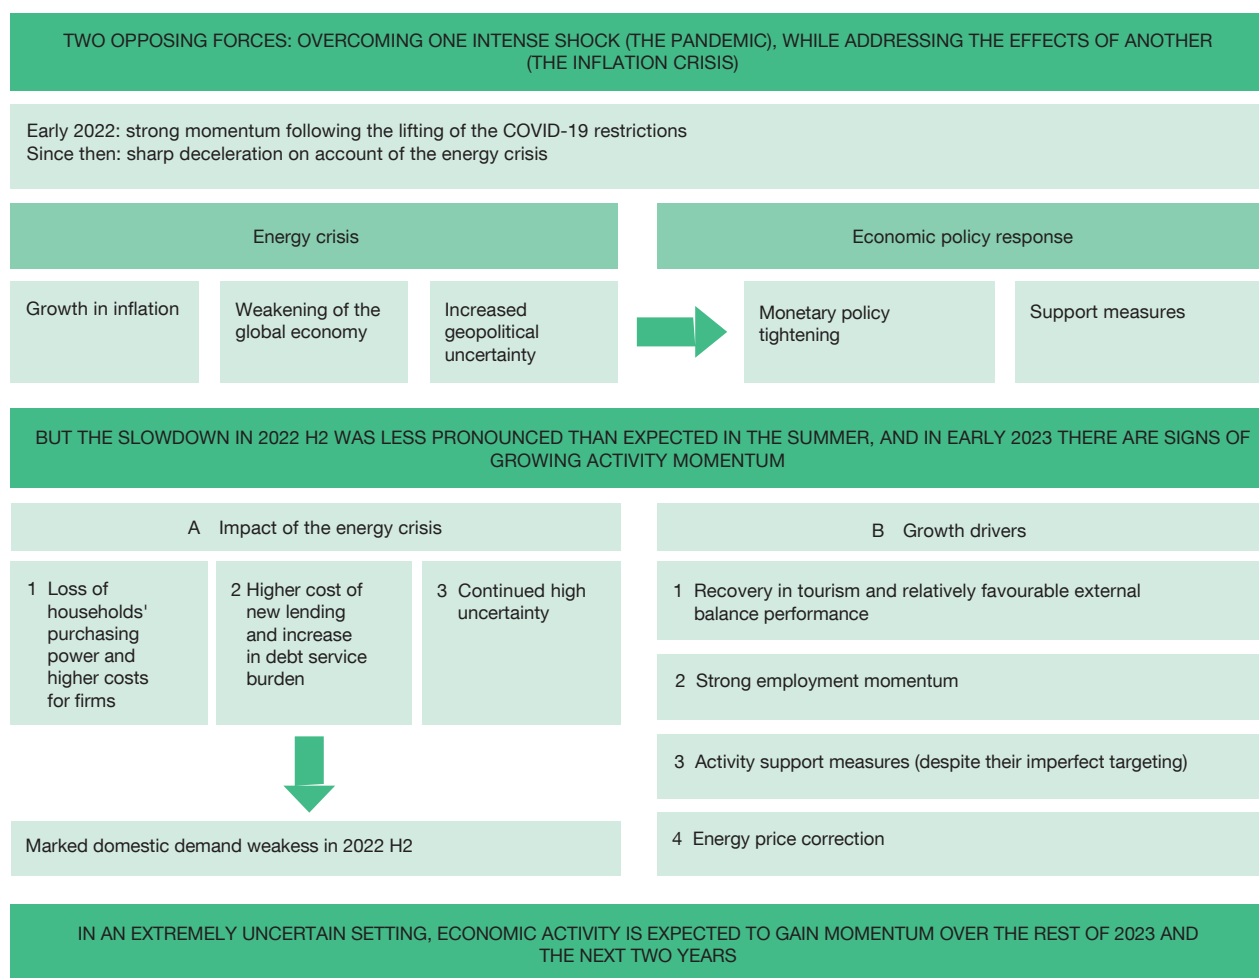 TWO OPPOSING FORCES: OVERCOMING ONE INTENSE SHOCK (THE PANDEMIC), WHILE ADDRESSING THE EFFECTS OF ANOTHER
(THE INFLATION CRISIS)
Early 2022: strong momentum following the lifting of the COVID-19 restrictions
Since then: sharp deceleration on account of the energy crisis
Energy crisis
Growth in inflation
Weakening of the
global economy
Increased
geopolitical
uncertainty
Economic policy response
Monetary policy
tightening
Support measures
BUT THE SLOWDOWN IN 2022 H2 WAS LESS PRONOUNCED THAN EXPECTED IN THE SUMMER, AND IN EARLY 2023 THERE ARE SIGNS OF
GROWING ACTIVITY MOMENTUM
A Impact of the energy crisis
1 Loss of
households'
purchasing
power and
higher costs
for firms
2 Higher cost of
new lending
and increase
in debt service
burden
3 Continued high
uncertainty
Marked domestic demand weakess in 2022 H2
B Growth drivers
1 Recovery in tourism and relatively favourable external
balance performance
2 Strong employment momentum
3 Activity support measures (despite their imperfect targeting)
4 Energy price correction
IN AN EXTREMELY UNCERTAIN SETTING, ECONOMIC ACTIVITY IS EXPECTED TO GAIN MOMENTUM OVER THE REST OF 2023 AND
THE NEXT TWO YEARS